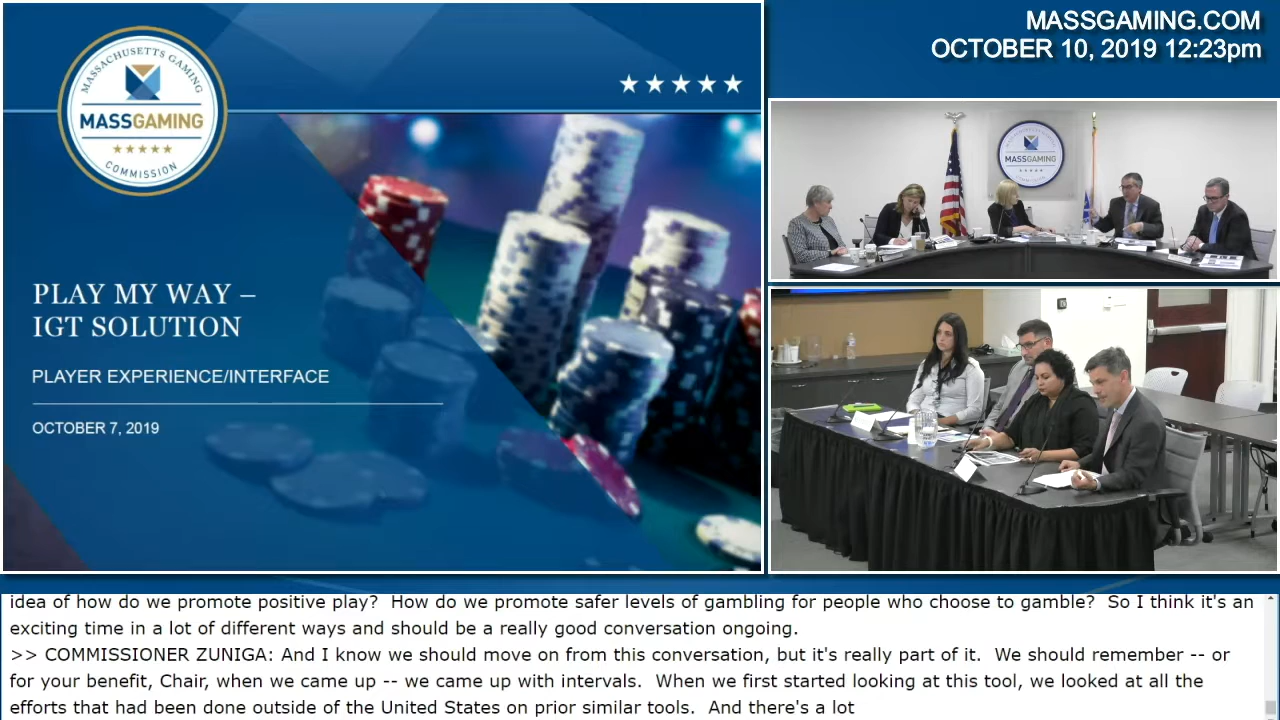 MASSACHUSETTS GAMING
MASSGAMING
COMMISSION
PLAY MY WAY –
IGT SOLUTION
PLAYER EXPERIENCE/INTERFACE
OCTOBER 7, 2019
MASSGAMING.COM
OCTOBER 10, 2019 12:23pm
MASSGAMING
idea of how do we promote positive play?  How do we promote safer levels of gambling for people who choose to gamble?  So I think it's an
exciting time in a lot of different ways and should be a really good conversation ongoing.
>> COMMISSIONER ZUNIGA: And I know we should move on from this conversation, but it's really part of it.  We should remember -- or
for your benefit, Chair, when we came up -- we came up with intervals.  When we first started looking at this tool, we looked at all the
efforts that had been done outside of the United States on prior similar tools.  And there's a lot